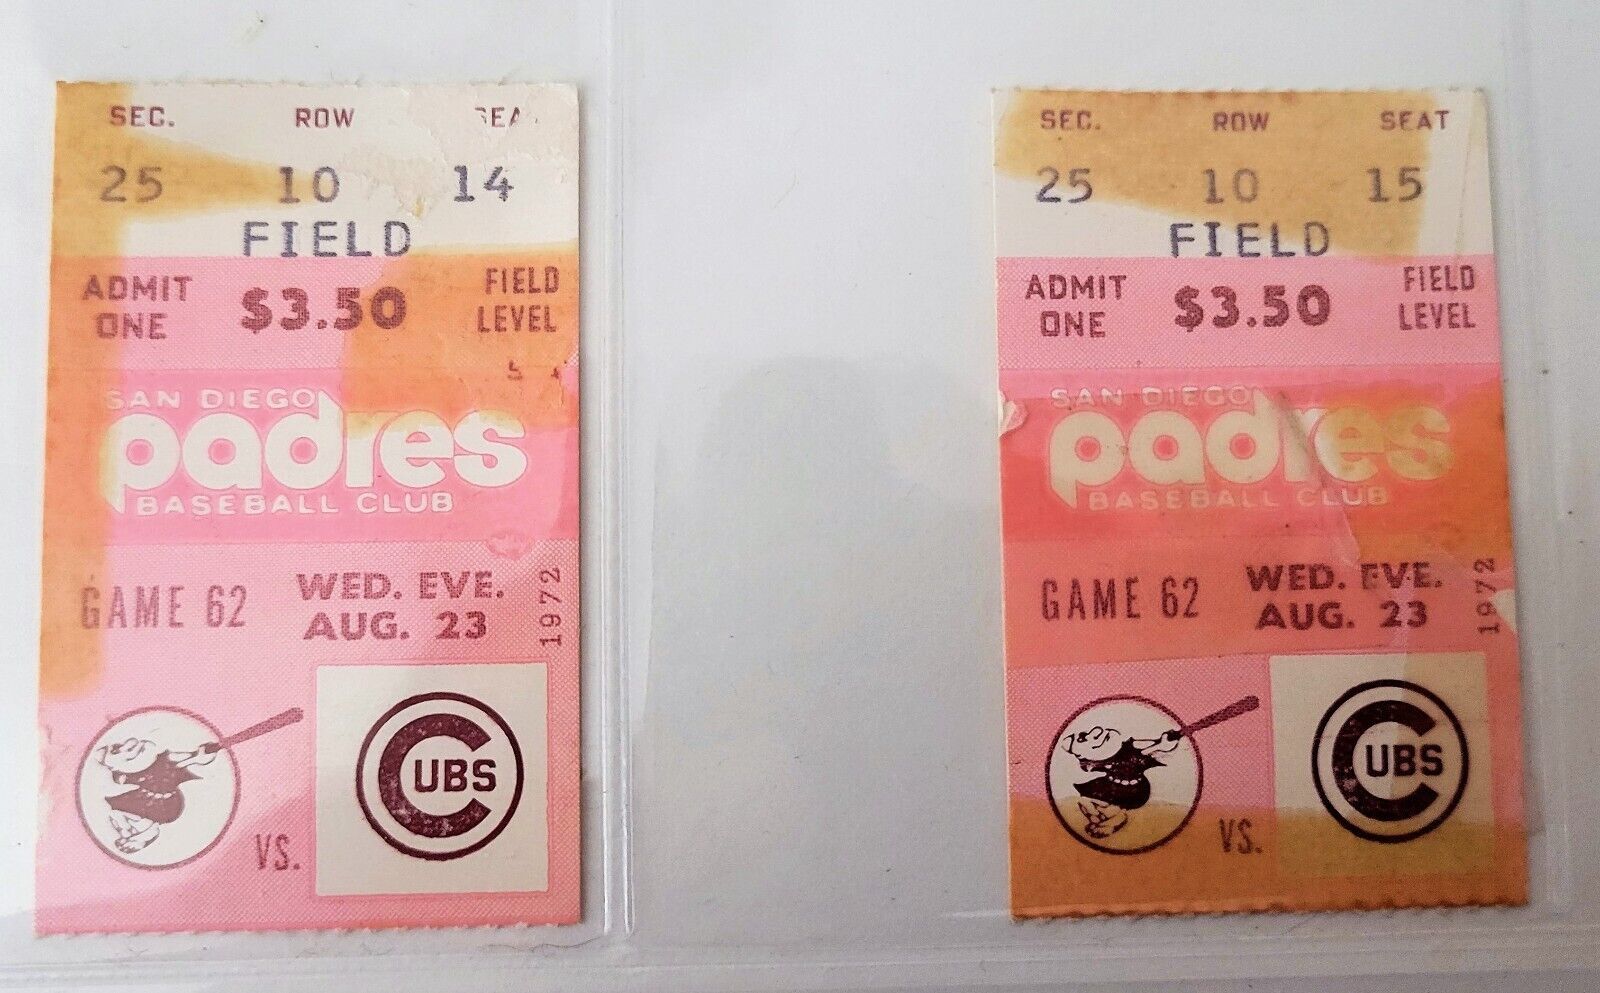 SEC. ROW SEAT
25 10 14
FIELD
ADMIT ONE $3.50 FIELD LEVEL
SAN DIEGO
padres
BASEBALL CLUB
GAME 62 WED. EVE.
AUG. 23
1972
VS.
CUBS
SEC. ROW SEAT
25 10 15
FIELD
ADMIT ONE $3.50 FIELD LEVEL
SAN DIEGO
padres
BASEBALL CLUB
GAME 62 WED. EVE.
AUG. 23
1972
VS.
CUBS